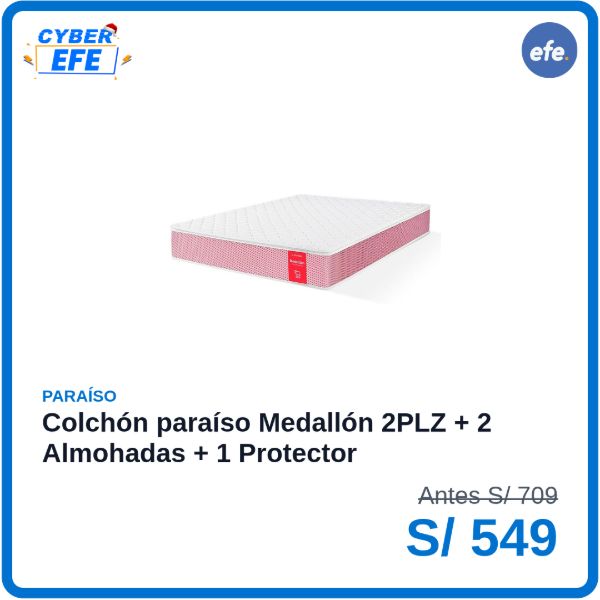 CYBER
EFE
efe.
PARAÍSO
Colchón paraíso Medallón 2PLZ + 2
Almohadas + 1 Protector
Antes S/ 709
S/ 549